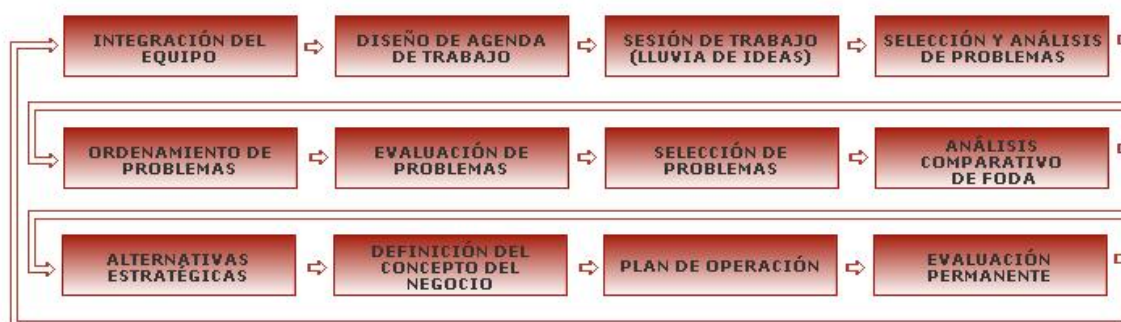 INTEGRACIÓN DEL
EQUIPO
DISEÑO DE AGENDA
DE TRABAJO
SESIÓN DE TRABAJO
(LLUVIA DE IDEAS)
SELECCIÓN Y ANÁLISIS
DE PROBLEMAS
ORDENAMIENTO DE
PROBLEMAS
EVALUACIÓN DE
PROBLEMAS
SELECCIÓN DE
PROBLEMAS
ANÁLISIS
COMPARATIVO
DE FODA
ALTERNATIVAS
ESTRATÉGICAS
DEFINICIÓN DEL
CONCEPTO DEL
NEGOCIO
PLAN DE OPERACIÓN
EVALUACIÓN
PERMANENTE